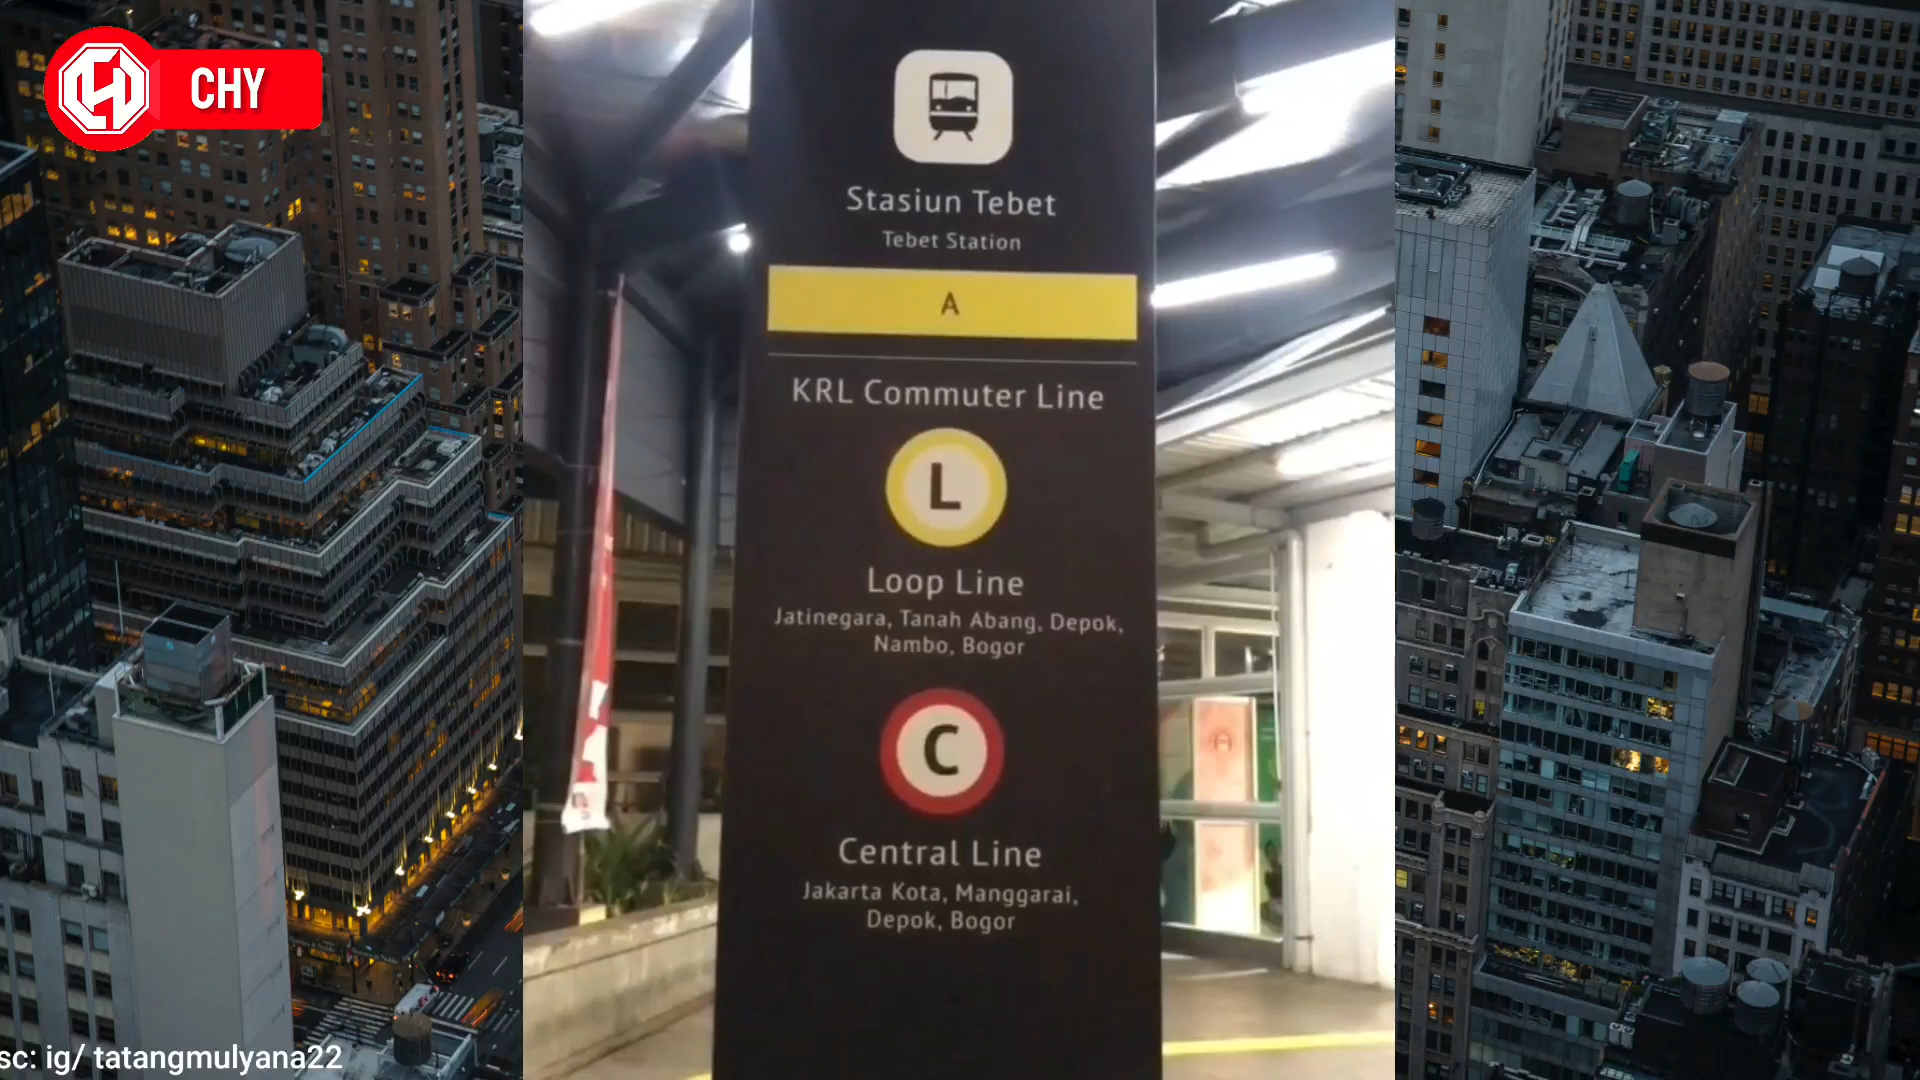 CHY
Stasiun Tebet
Tebet Station
A
KRL Commuter Line
L
Loop Line
Jatinegara, Tanah Abang, Depok,
Nambo, Bogor
C
Central Line
Jakarta Kota, Manggarai,
Depok, Bogor
sc: ig/ tatangmulyana22